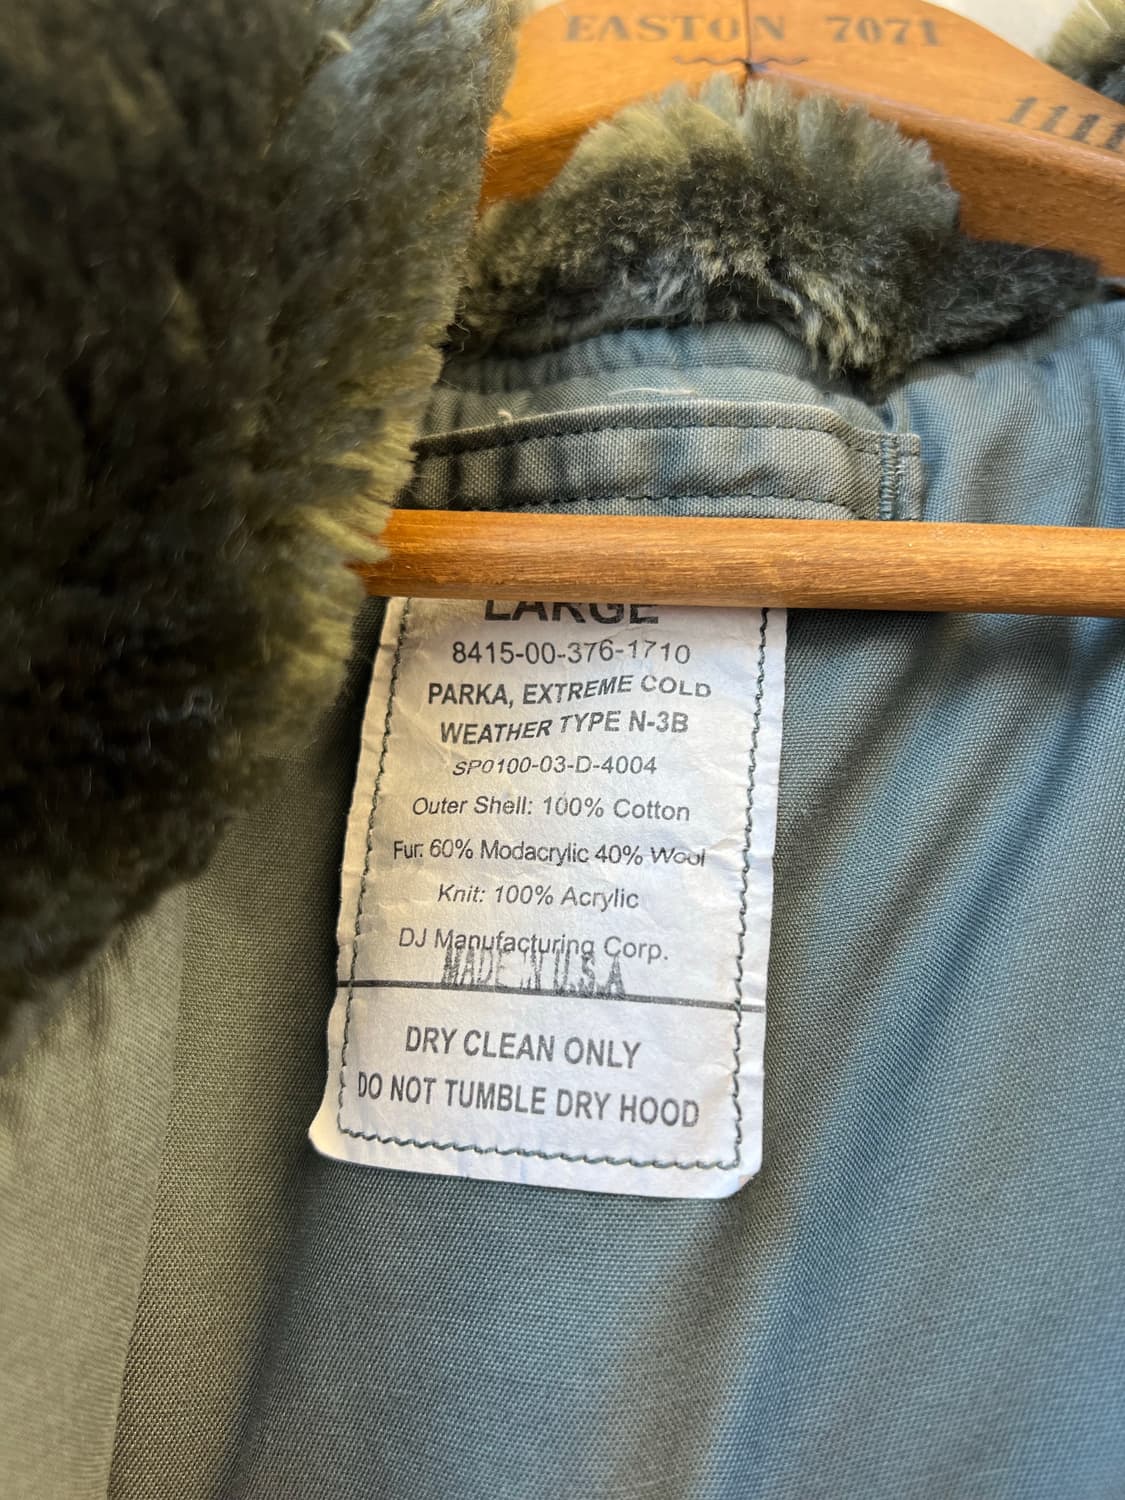 EASTON 7071
1111
LARGE
8415-00-376-1710
PARKA, EXTREME COLD
WEATHER TYPE N-3B
SP0100-03-D-4004
Outer Shell: 100% Cotton
Fur: 60% Modacrylic 40% Wool
Knit: 100% Acrylic
DJ Manufacturing Corp.
MADE IN U.S.A
DRY CLEAN ONLY
DO NOT TUMBLE DRY HOOD